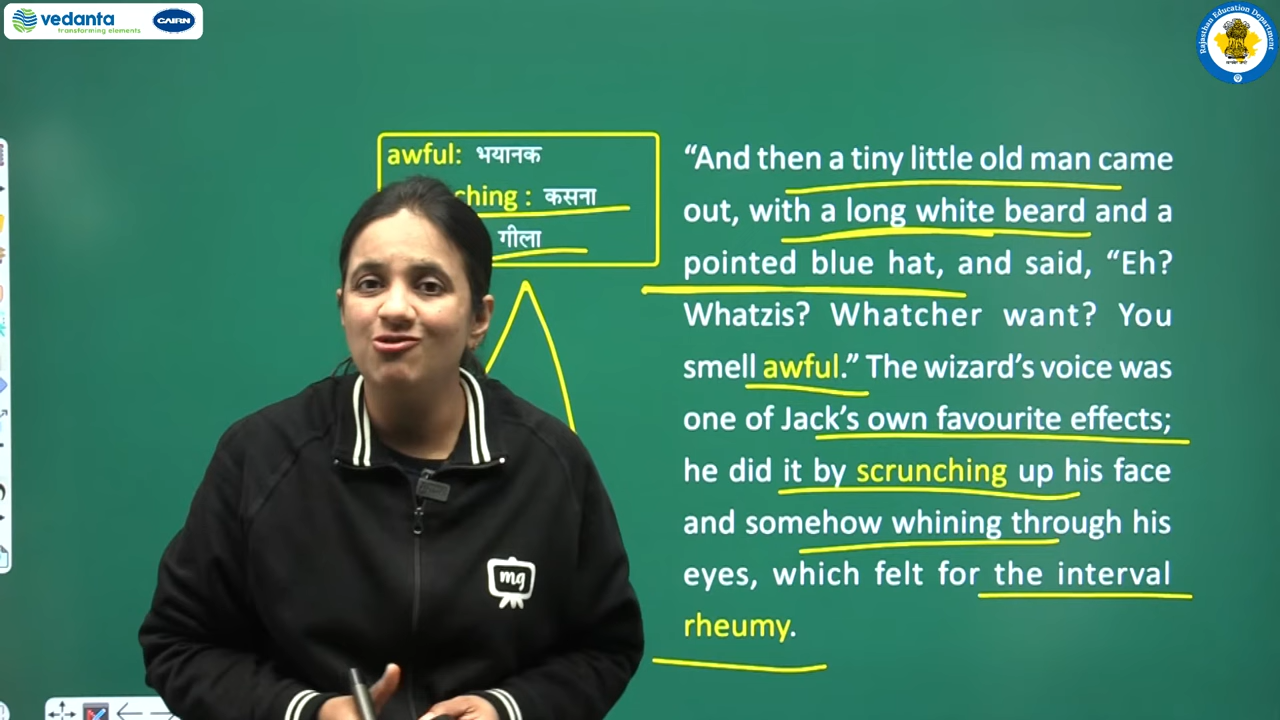 vedanta
transforming elements
CAIRN
Rajasthan Education Department
awful: भयानक
ching : कसना
गीला
“And then a tiny little old man came
out, with a long white beard and a
pointed blue hat, and said, “Eh?
Whatzis? Whatcher want? You
smell awful.” The wizard’s voice was
one of Jack’s own favourite effects;
he did it by scrunching up his face
and somehow whining through his
eyes, which felt for the interval
rheumy.
mg